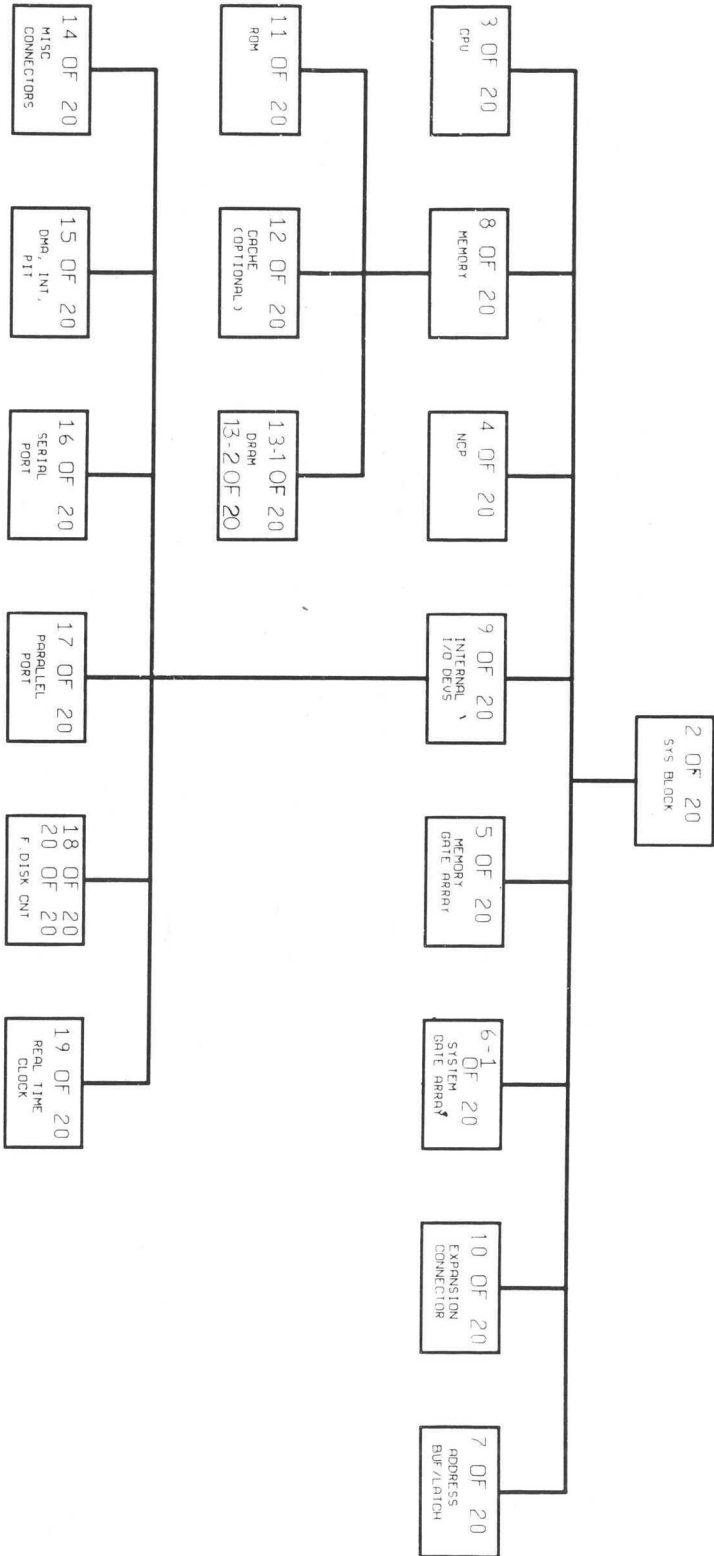 2 OF 20
SYS BLOCK
3 OF 20
CPU
8 OF 20
MEMORY
4 OF 20
NCP
9 OF 20
INTERNAL
I/O DEVS
5 OF 20
MEMORY
GATE ARRAY
6-1
OF 20
SYSTEM
GATE ARRAY
10 OF 20
EXPANSION
CONNECTOR
7 OF 20
ADDRESS
BUF/LATCH
11 OF 20
ROM
12 OF 20
CACHE
(OPTIONAL)
13-1 OF 20
DRAM
13-2 OF 20
14 OF 20
MISC
CONNECTORS
15 OF 20
DMA, INT,
PIT
16 OF 20
SERIAL
PORT
17 OF 20
PARALLEL
PORT
18 OF 20
20 OF 20
F.DISK CNT
19 OF 20
REAL TIME
CLOCK